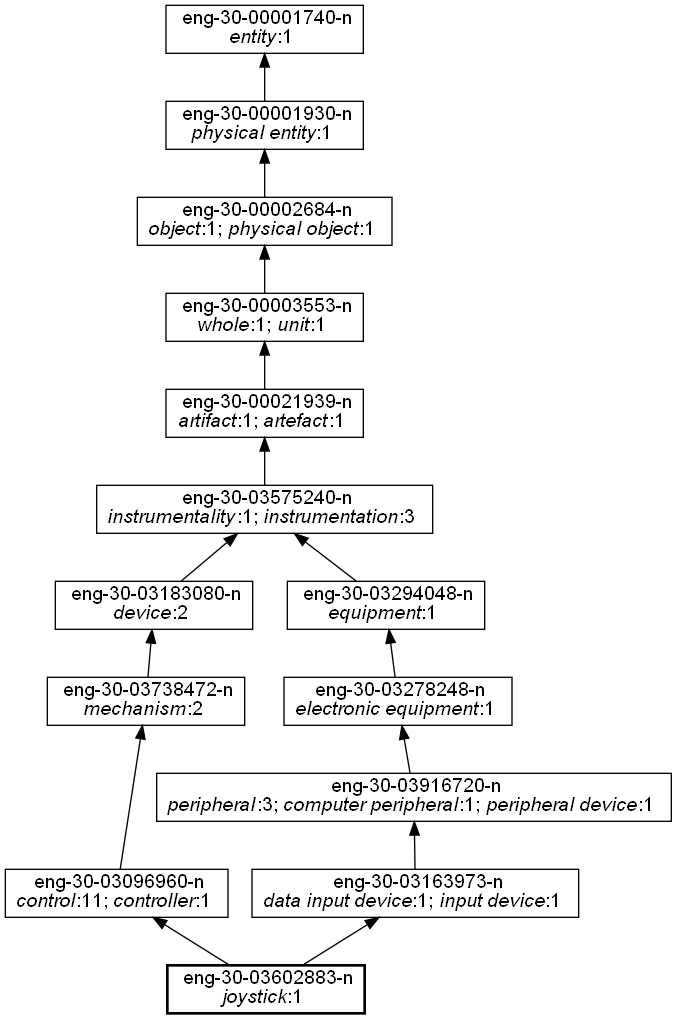 eng-30-00001740-n
entity:1
eng-30-00001930-n
physical entity:1
eng-30-00002684-n
object:1; physical object:1
eng-30-00003553-n
whole:1; unit:1
eng-30-00021939-n
artifact:1; artefact:1
eng-30-03575240-n
instrumentality:1; instrumentation:3
eng-30-03183080-n
device:2
eng-30-03294048-n
equipment:1
eng-30-03738472-n
mechanism:2
eng-30-03278248-n
electronic equipment:1
eng-30-03916720-n
peripheral:3; computer peripheral:1; peripheral device:1
eng-30-03096960-n
control:11; controller:1
eng-30-03163973-n
data input device:1; input device:1
eng-30-03602883-n
joystick:1